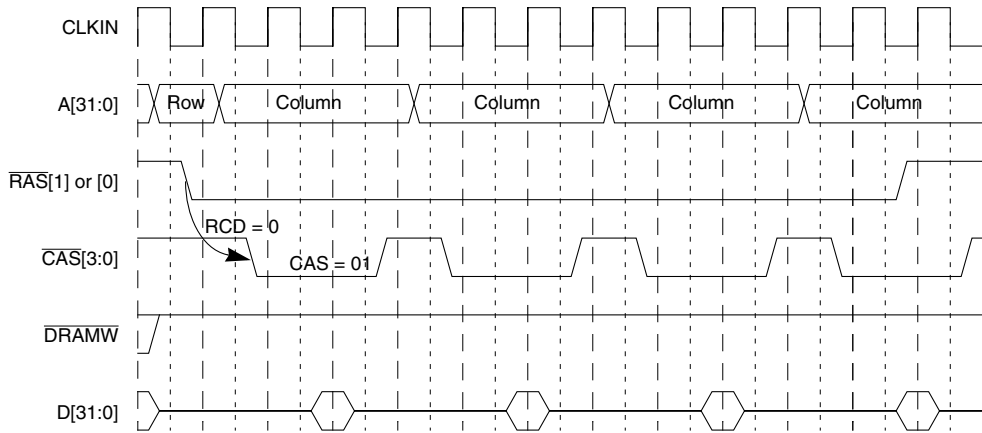 CLKIN
A[31:0]
Row Column Column Column Column
RAS[1] or [0]
RCD = 0
CAS[3:0]
CAS = 01
DRAMW
D[31:0]